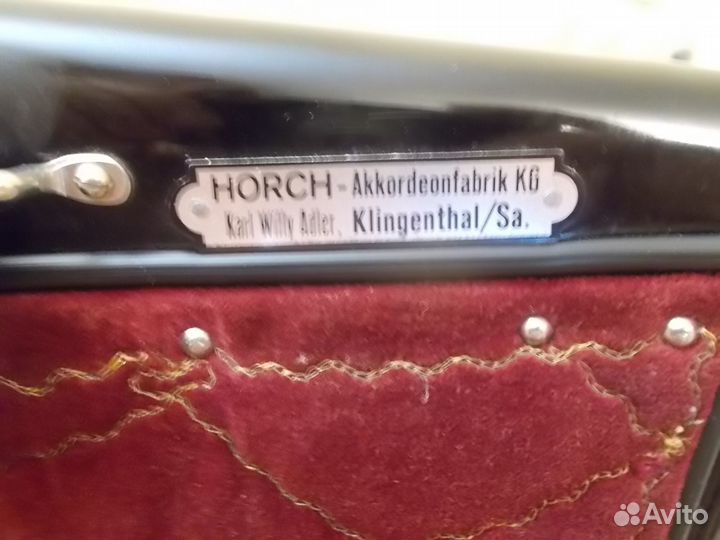 HORCH - Akkordeonfabrik KG
Karl Willy Adler, Klingenthal/Sa.
Avito